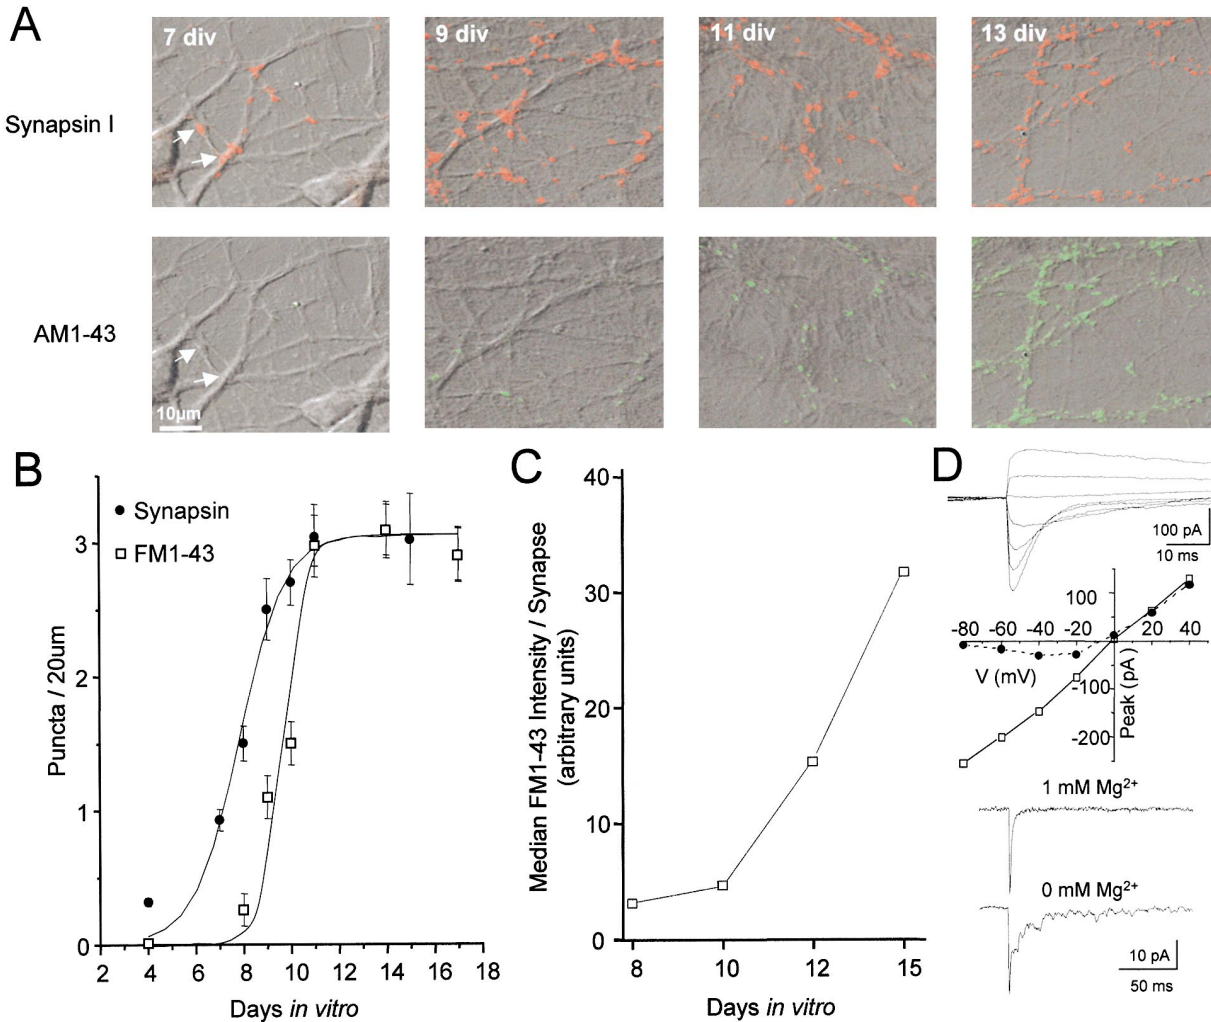 A
7 div
9 div
11 div
13 div
Synapsin I
AM1-43
10µm
B
Synapsin
FM1-43
Puncta / 20um
3
2
1
0
2 4 6 8 10 12 14 16 18
Days in vitro
C
Median FM1-43 Intensity / Synapse
(arbitrary units)
40
30
20
10
0
8 10 12 15
Days in vitro
D
100 pA
10 ms
100
-80 -60 -40 -20 20 40
V (mV)
-100
-200
Peak (pA)
1 mM Mg²⁺
0 mM Mg²⁺
10 pA
50 ms